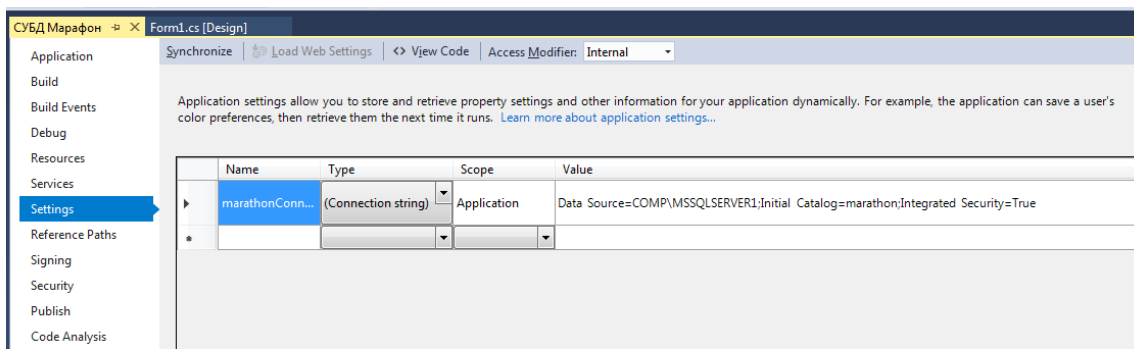 СУБД Марафон Form1.cs [Design]
Application
Build
Build Events
Debug
Resources
Services
Settings
Reference Paths
Signing
Security
Publish
Code Analysis
Synchronize Load Web Settings <> View Code Access Modifier: Internal
Application settings allow you to store and retrieve property settings and other information for your application dynamically. For example, the application can save a user's
color preferences, then retrieve them the next time it runs. Learn more about application settings...
Name Type Scope Value
marathonConn... (Connection string) Application Data Source=COMP\MSSQLSERVER1;Initial Catalog=marathon;Integrated Security=True